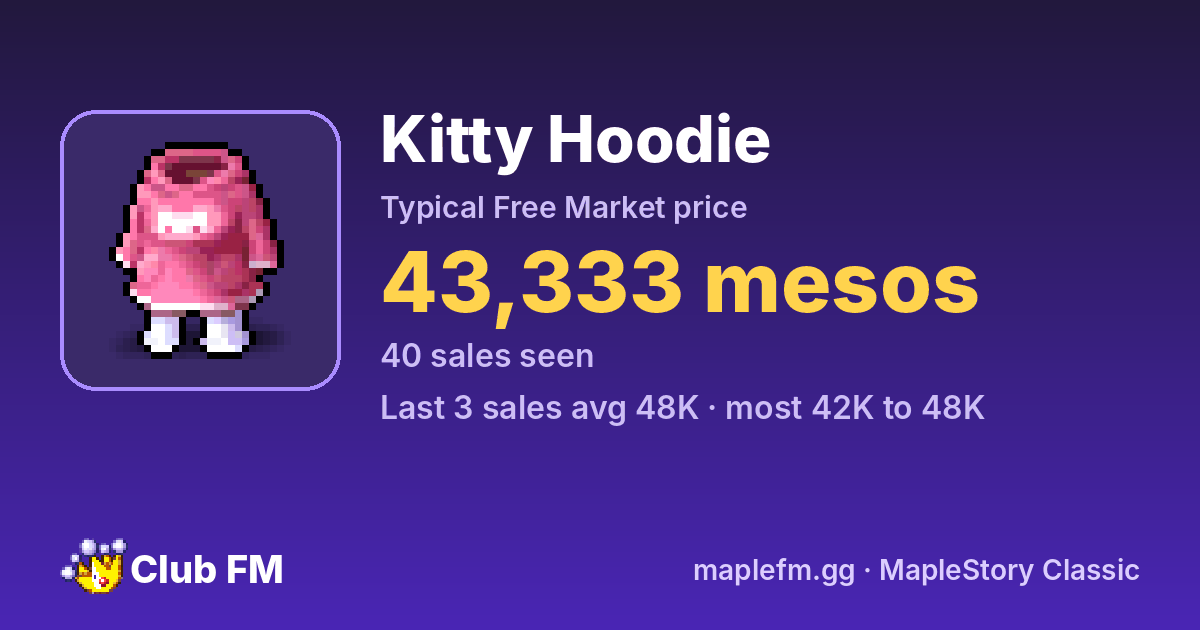 Kitty Hoodie
Typical Free Market price
43,333 mesos
40 sales seen
Last 3 sales avg 48K · most 42K to 48K
Club FM
maplefm.gg · MapleStory Classic